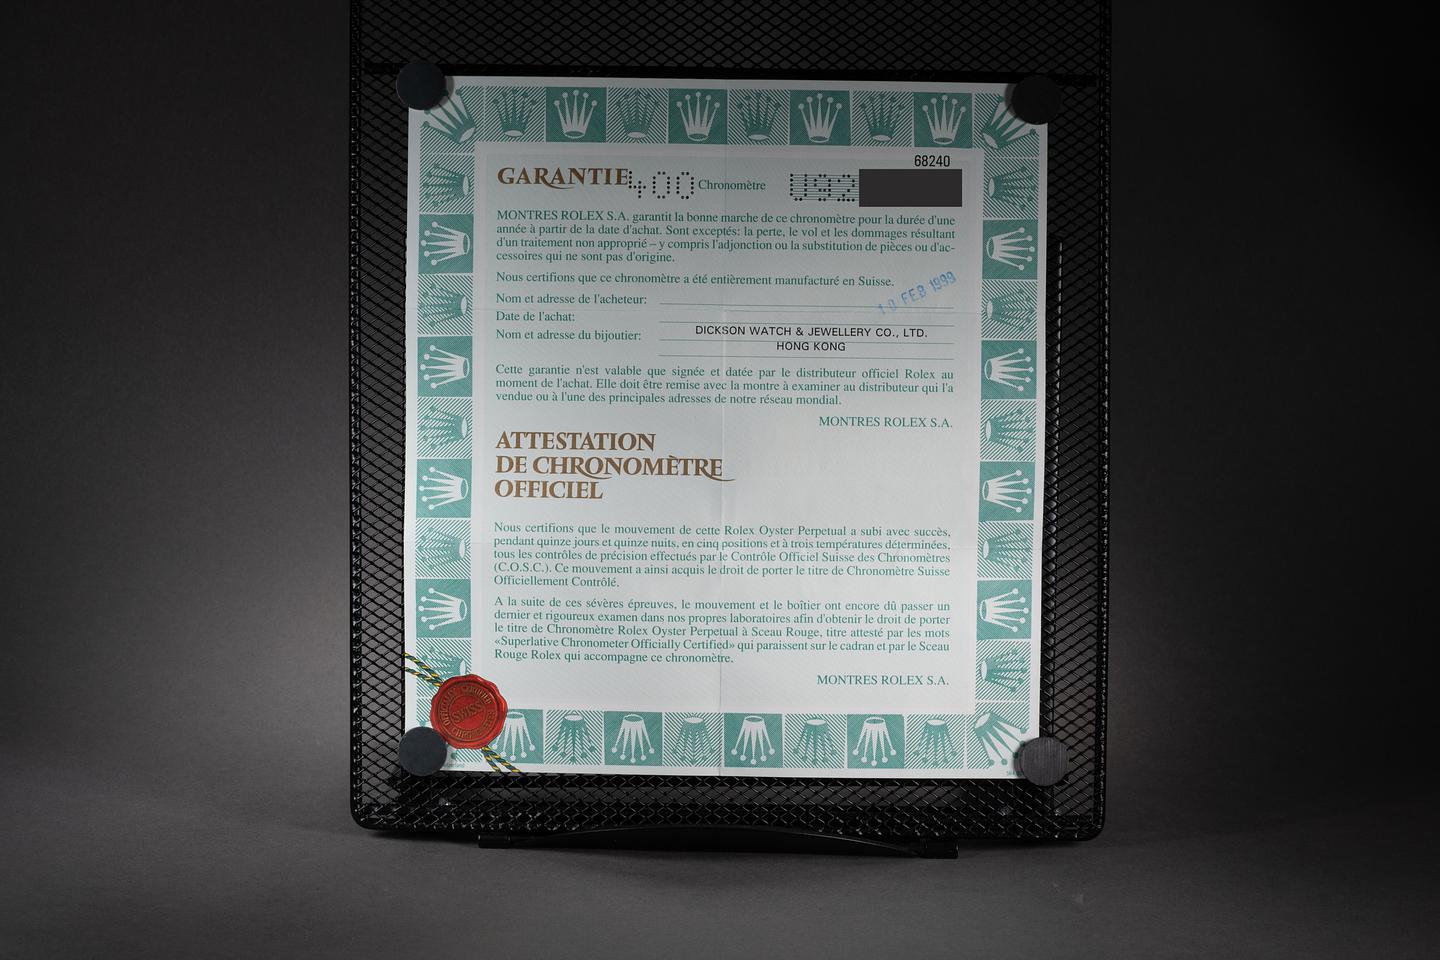 68240
GARANTIE 400 Chronomètre U92
MONTRES ROLEX S.A. garantit la bonne marche de ce chronomètre pour la durée d'une
année à partir de la date d'achat. Sont exceptés: la perte, le vol et les dommages résultant
d'un traitement non approprié – y compris l'adjonction ou la substitution de pièces ou d'ac-
cessoires qui ne sont pas d'origine.
Nous certifions que ce chronomètre a été entièrement manufacturé en Suisse.
10 FEB 1999
Nom et adresse de l'acheteur:
Date de l'achat:
Nom et adresse du bijoutier: DICKSON WATCH & JEWELLERY CO., LTD.
HONG KONG
Cette garantie n'est valable que signée et datée par le distributeur officiel Rolex au
moment de l'achat. Elle doit être remise avec la montre à examiner au distributeur qui l'a
vendue ou à l'une des principales adresses de notre réseau mondial.
MONTRES ROLEX S.A.
ATTESTATION
DE CHRONOMÈTRE
OFFICIEL
Nous certifions que le mouvement de cette Rolex Oyster Perpetual a subi avec succès,
pendant quinze jours et quinze nuits, en cinq positions et à trois températures déterminées,
tous les contrôles de précision effectués par le Contrôle Officiel Suisse des Chronomètres
(C.O.S.C.). Ce mouvement a ainsi acquis le droit de porter le titre de Chronomètre Suisse
Officiellement Contrôlé.
A la suite de ces sévères épreuves, le mouvement et le boîtier ont encore dû passer un
dernier et rigoureux examen dans nos propres laboratoires afin d'obtenir le droit de porter
le titre de Chronomètre Rolex Oyster Perpetual à Sceau Rouge, titre attesté par les mots
«Superlative Chronometer Officially Certified» qui paraissent sur le cadran et par le Sceau
Rouge Rolex qui accompagne ce chronomètre.
MONTRES ROLEX S.A.
SWISS